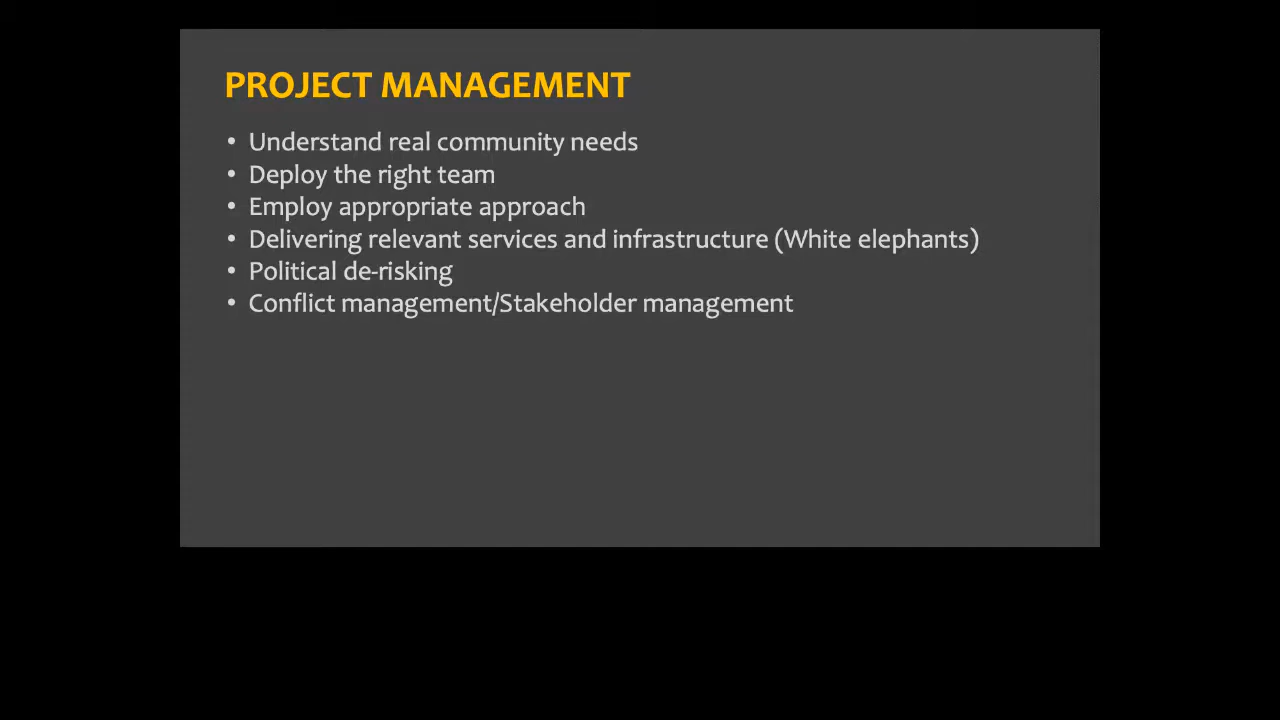 PROJECT MANAGEMENT
• Understand real community needs
• Deploy the right team
• Employ appropriate approach
• Delivering relevant services and infrastructure (White elephants)
• Political de-risking
• Conflict management/Stakeholder management